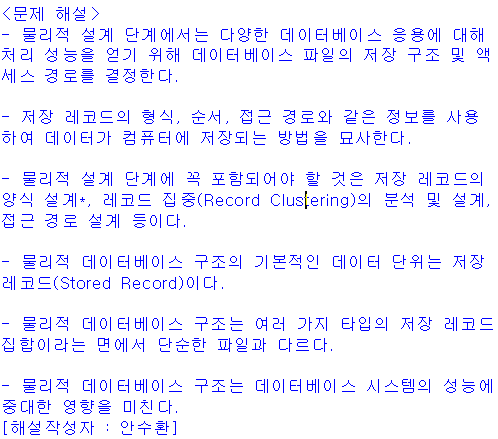 <문제 해설>
- 물리적 설계 단계에서는 다양한 데이터베이스 응용에 대해
처리 성능을 얻기 위해 데이터베이스 파일의 저장 구조 및 액
세스 경로를 결정한다.
- 저장 레코드의 형식, 순서, 접근 경로와 같은 정보를 사용
하여 데이터가 컴퓨터에 저장되는 방법을 묘사한다.
- 물리적 설계 단계에 꼭 포함되어야 할 것은 저장 레코드의
양식 설계*, 레코드 집중(Record Clustering)의 분석 및 설계,
접근 경로 설계 등이다.
- 물리적 데이터베이스 구조의 기본적인 데이터 단위는 저장
레코드(Stored Record)이다.
- 물리적 데이터베이스 구조는 여러 가지 타입의 저장 레코드
집합이라는 면에서 단순한 파일과 다르다.
- 물리적 데이터베이스 구조는 데이터베이스 시스템의 성능에
중대한 영향을 미친다.
[해설작성자 : 안수환]